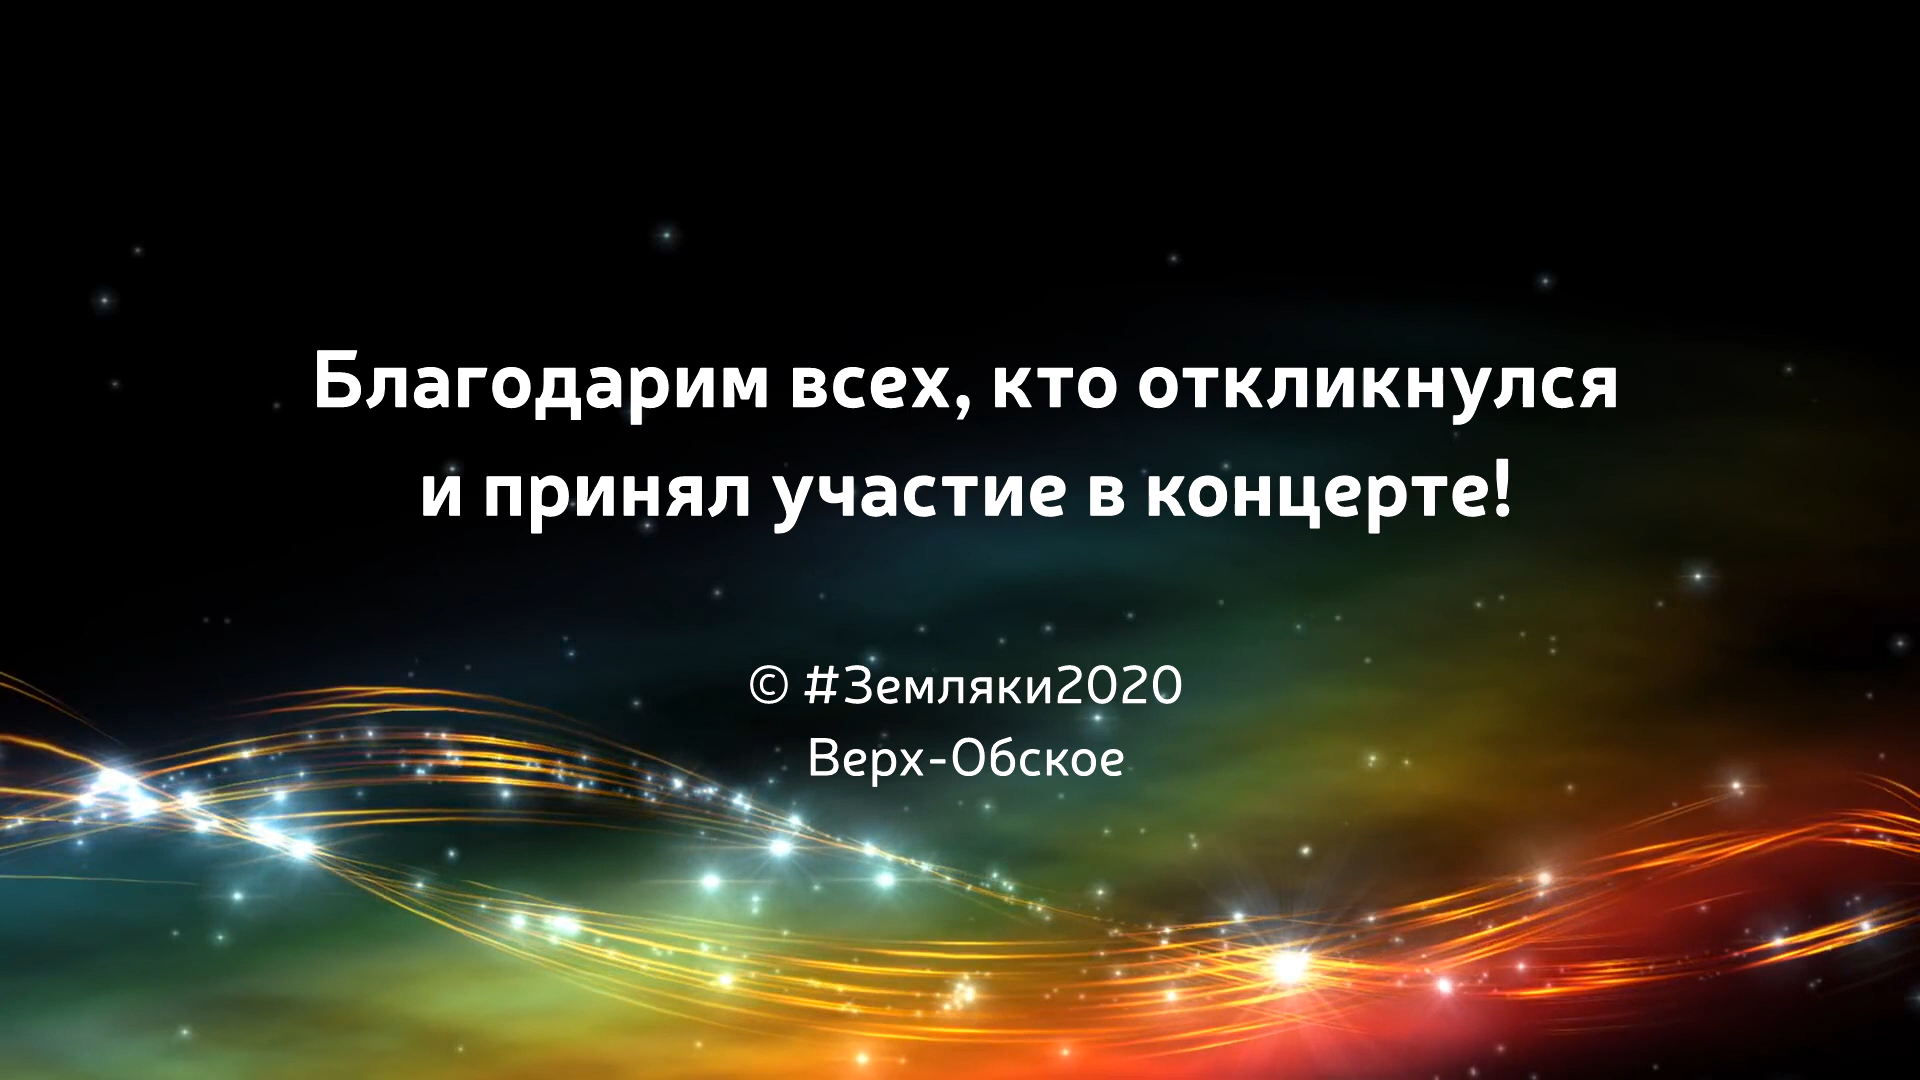 Благодарим всех, кто откликнулся
и принял участие в концерте!
© #Земляки2020
Верх-Обское